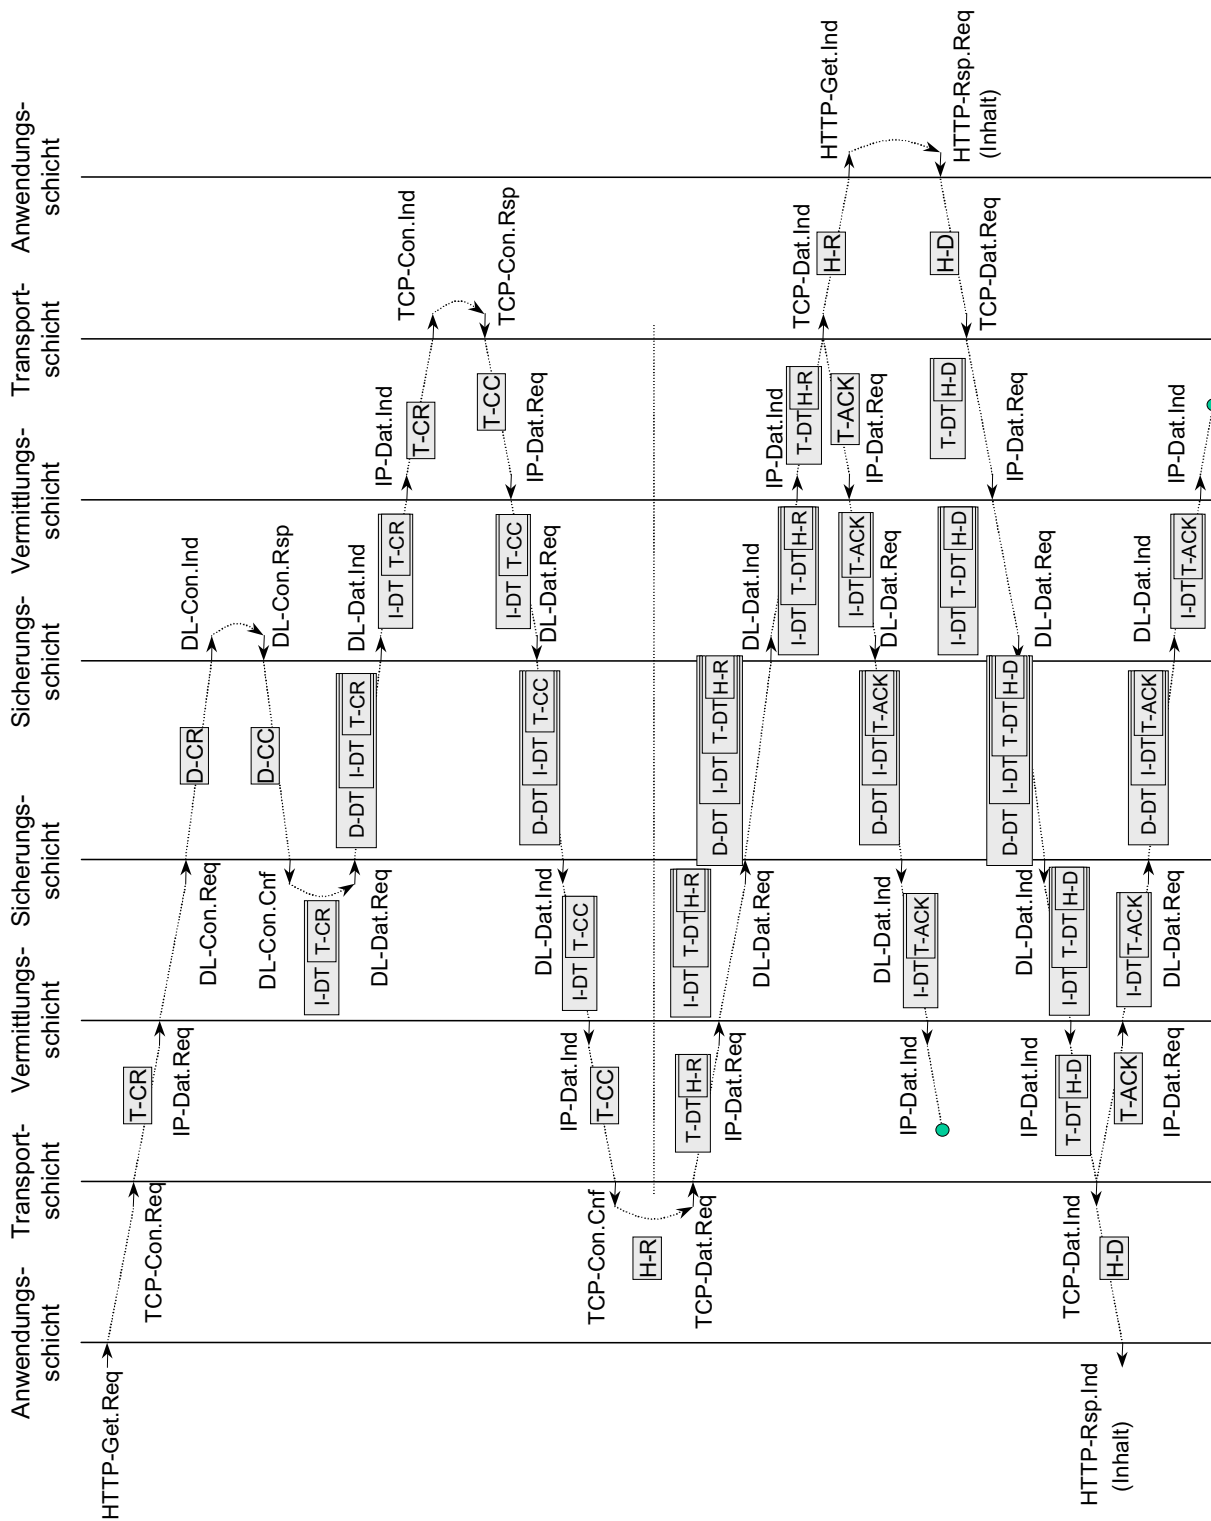 Anwendungs-
schicht
Transport-
schicht
Vermittlungs-
schicht
Sicherungs-
schicht
Sicherungs-
schicht
Vermittlungs-
schicht
Transport-
schicht
Anwendungs-
schicht
HTTP-Get.Req
TCP-Con.Req
T-CR
IP-Dat.Req
DL-Con.Req
D-CR
DL-Con.Ind
DL-Con.Rsp
D-CC
DL-Con.Cnf
I-DT T-CR
DL-Dat.Req
D-DT I-DT T-CR
DL-Dat.Ind
I-DT T-CR
IP-Dat.Ind
T-CR
TCP-Con.Ind
TCP-Con.Rsp
T-CC
IP-Dat.Req
I-DT T-CC
DL-Dat.Req
D-DT I-DT T-CC
DL-Dat.Ind
I-DT T-CC
IP-Dat.Ind
T-CC
TCP-Con.Cnf
H-R
TCP-Dat.Req
T-DT H-R
IP-Dat.Req
I-DT T-DT H-R
DL-Dat.Req
D-DT I-DT T-DT H-R
DL-Dat.Ind
I-DT T-DT H-R
IP-Dat.Ind
T-DT H-R
TCP-Dat.Ind
H-R
HTTP-Get.Ind
T-ACK
IP-Dat.Req
I-DT T-ACK
DL-Dat.Req
D-DT I-DT T-ACK
DL-Dat.Ind
I-DT T-ACK
IP-Dat.Ind
HTTP-Rsp.Req
(Inhalt)
H-D
TCP-Dat.Req
T-DT H-D
IP-Dat.Req
I-DT T-DT H-D
DL-Dat.Req
D-DT I-DT T-DT H-D
DL-Dat.Ind
I-DT T-DT H-D
IP-Dat.Ind
T-DT H-D
TCP-Dat.Ind
H-D
HTTP-Rsp.Ind
(Inhalt)
T-ACK
IP-Dat.Req
I-DT T-ACK
DL-Dat.Req
D-DT I-DT T-ACK
DL-Dat.Ind
I-DT T-ACK
IP-Dat.Ind